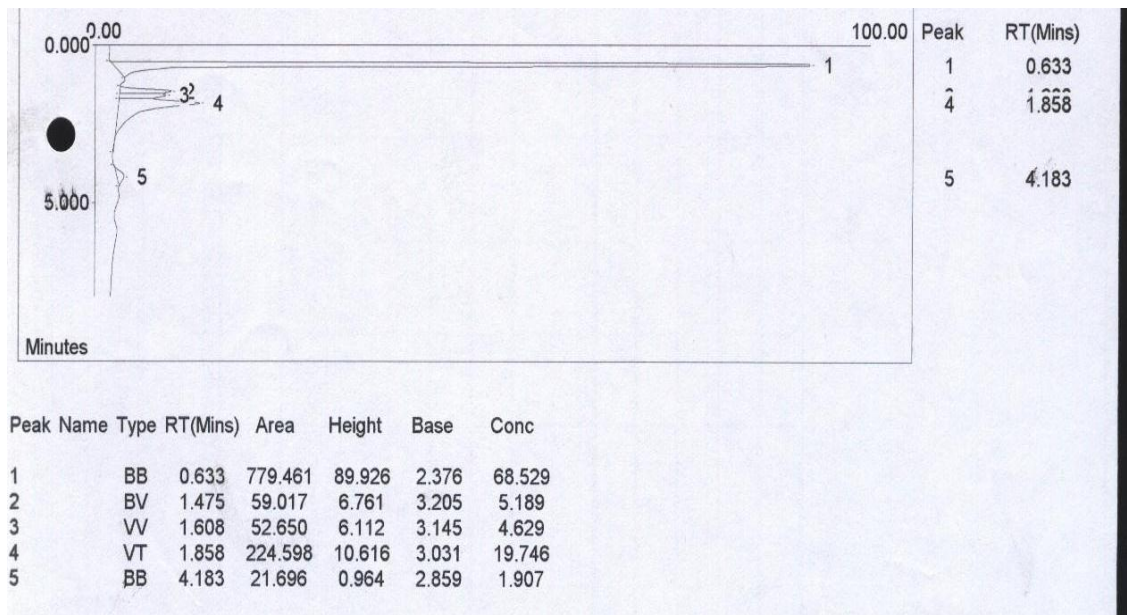 0.000 0.00 100.00 Peak RT(Mins)
1 1 0.633
32
4 4 1.858
5 5 4.183
5.000
Minutes
Peak Name Type RT(Mins) Area Height Base Conc
1 BB 0.633 779.461 89.926 2.376 68.529
2 BV 1.475 59.017 6.761 3.205 5.189
3 VV 1.608 52.650 6.112 3.145 4.629
4 VT 1.858 224.598 10.616 3.031 19.746
5 BB 4.183 21.696 0.964 2.859 1.907